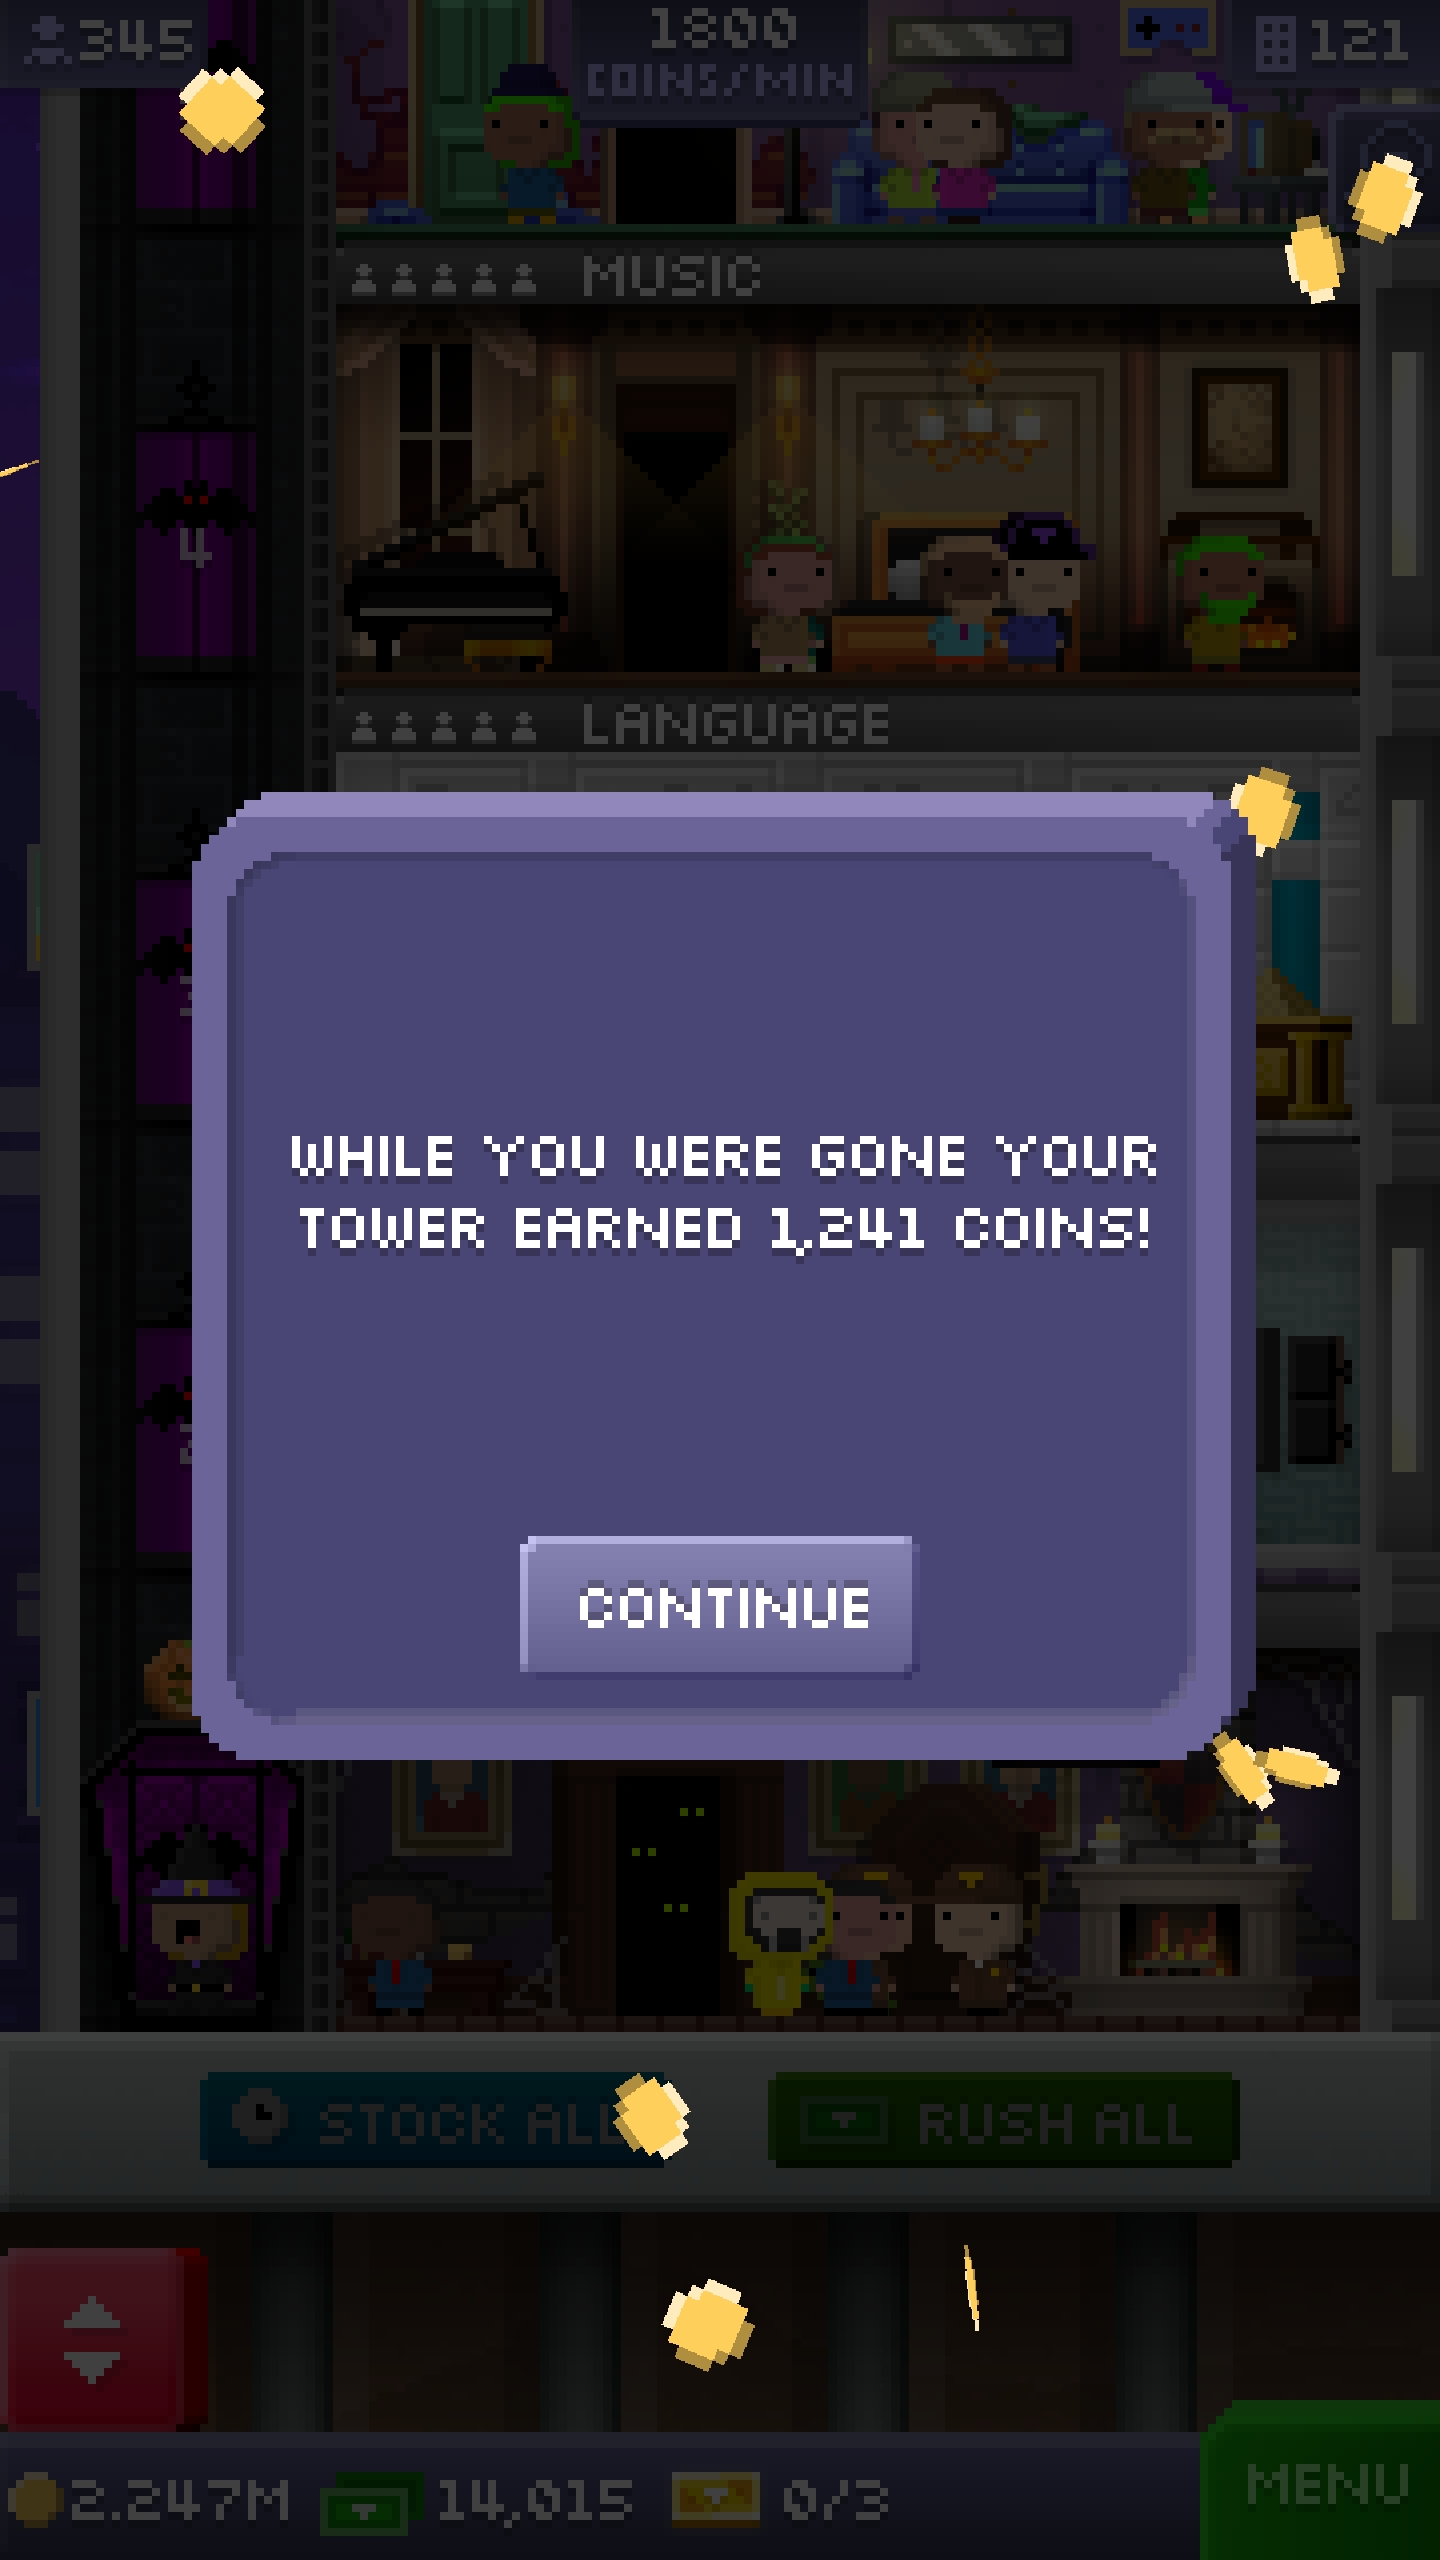 345
1800
COINS/MIN
121
MUSIC
4
LANGUAGE
WHILE YOU WERE GONE YOUR
TOWER EARNED 1,241 COINS!
CONTINUE
STOCK ALL
RUSH ALL
2.247M
14,015
0/3
MENU